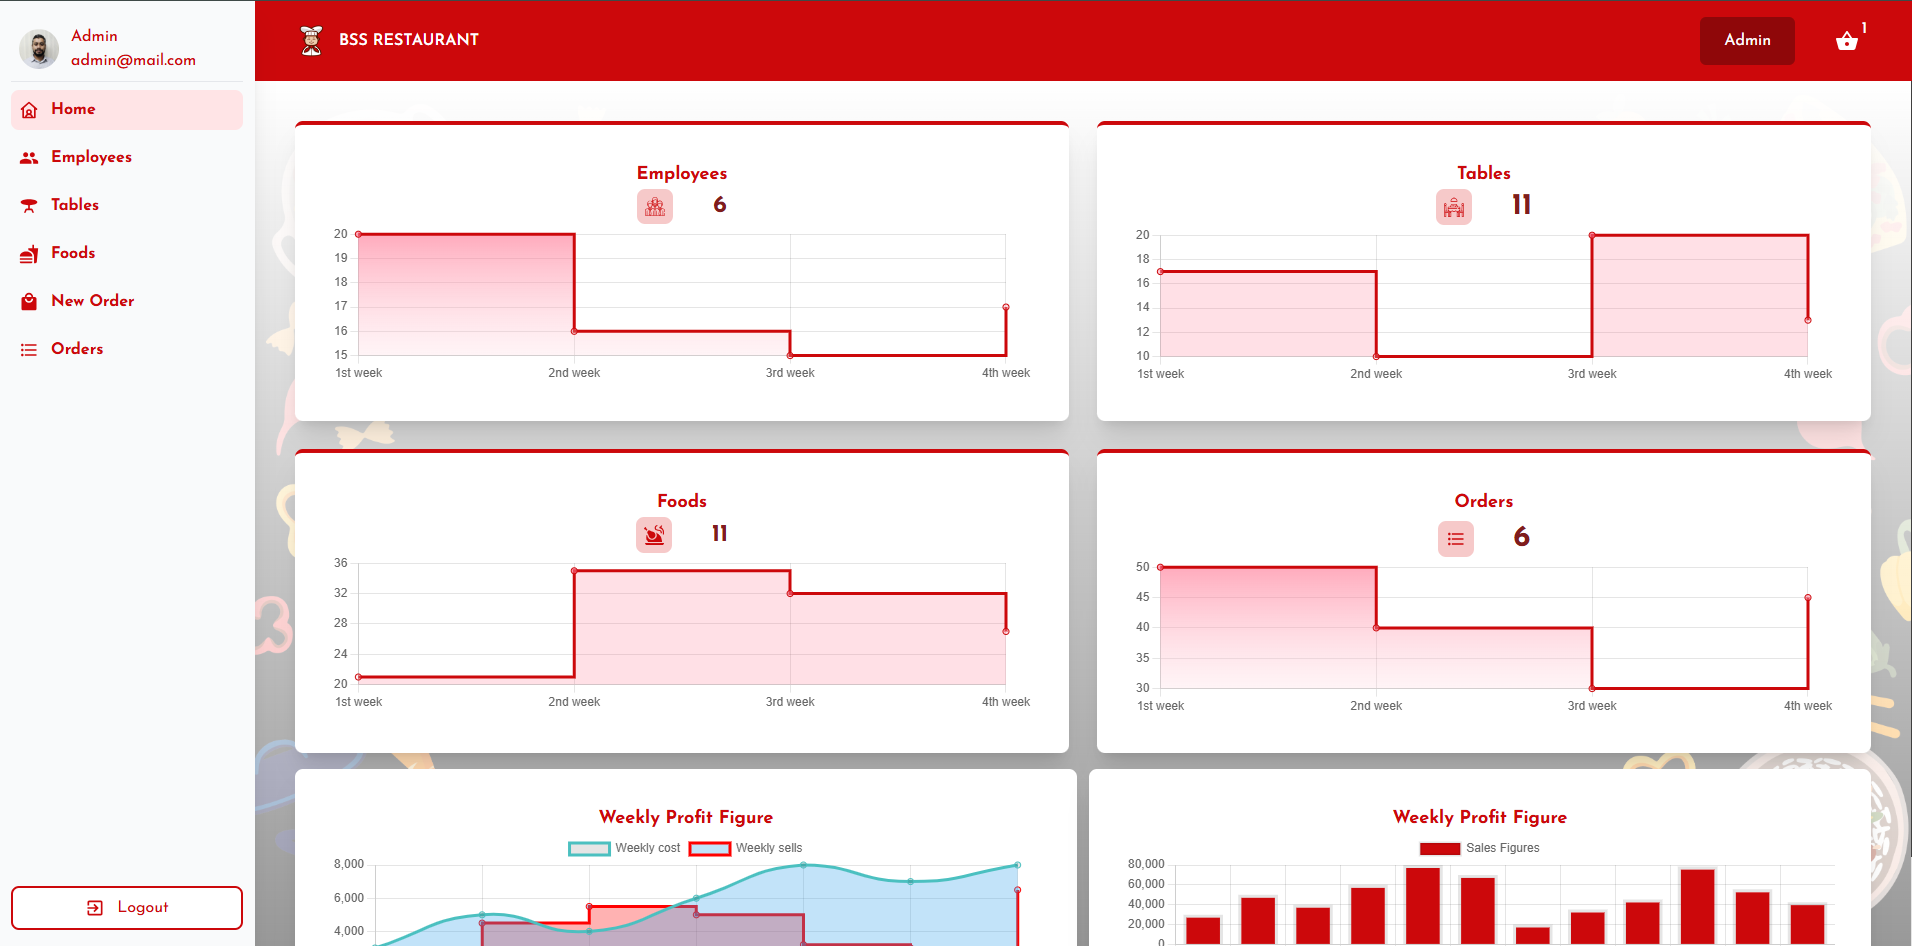 Admin
admin@mail.com
Home
Employees
Tables
Foods
New Order
Orders
Logout
BSS RESTAURANT
Admin
1
Employees
6
20
19
18
17
16
15
1st week 2nd week 3rd week 4th week
Tables
11
20
18
16
14
12
10
1st week 2nd week 3rd week 4th week
Foods
11
36
32
28
24
20
1st week 2nd week 3rd week 4th week
Orders
6
50
45
40
35
30
1st week 2nd week 3rd week 4th week
Weekly Profit Figure
Weekly cost Weekly sells
8,000
6,000
4,000
Weekly Profit Figure
Sales Figures
80,000
60,000
40,000
20,000
0